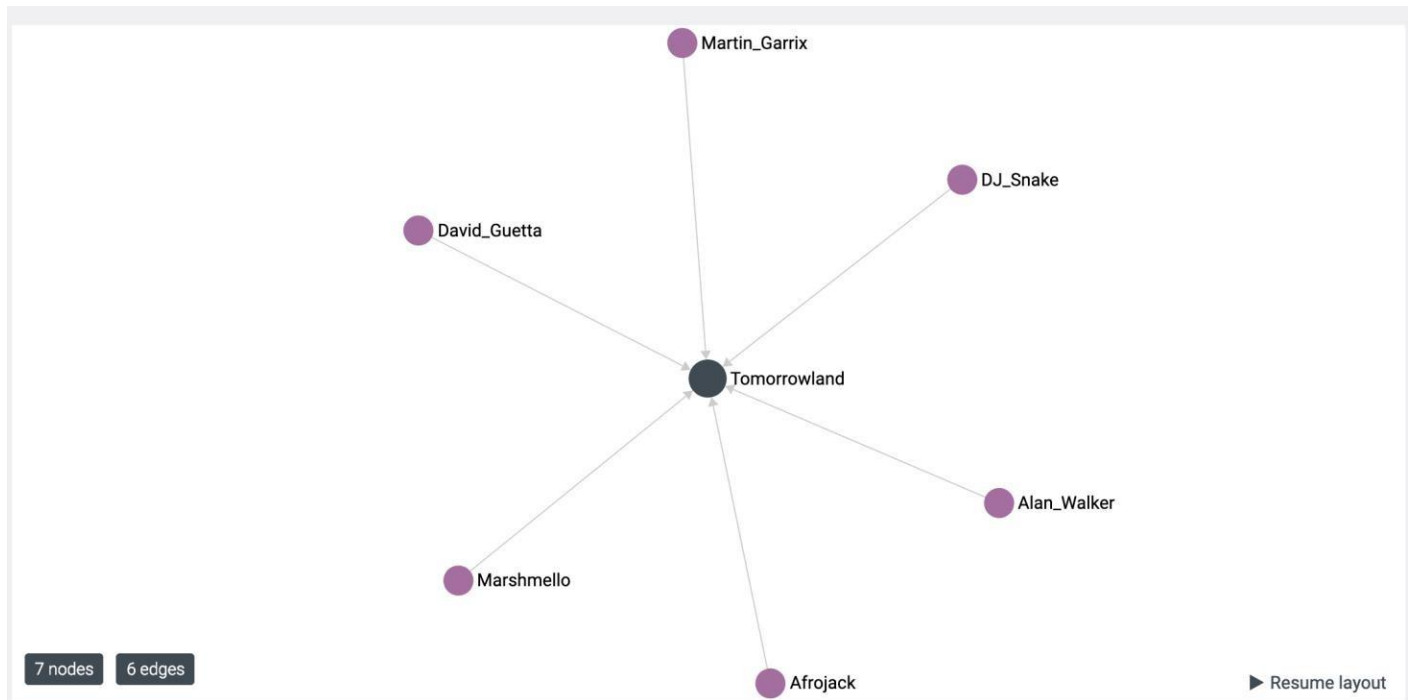 Martin_Garrix
DJ_Snake
David_Guetta
Tomorrowland
Alan_Walker
Marshmello
7 nodes
6 edges
Afrojack
Resume layout